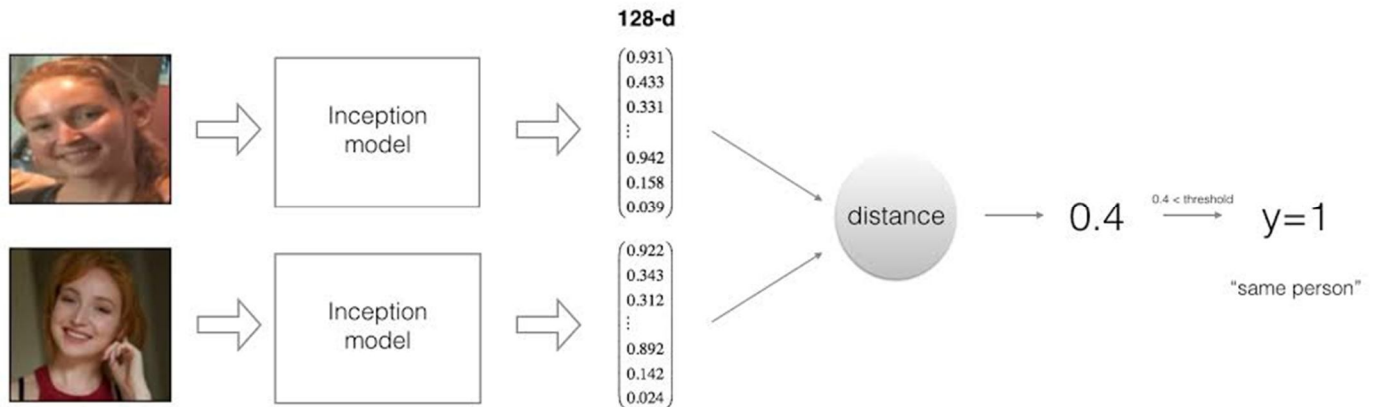 128-d
Inception
model
0.931
0.433
0.331
⋮
0.942
0.158
0.039
Inception
model
0.922
0.343
0.312
⋮
0.892
0.142
0.024
distance
0.4
0.4 < threshold
y=1
“same person”